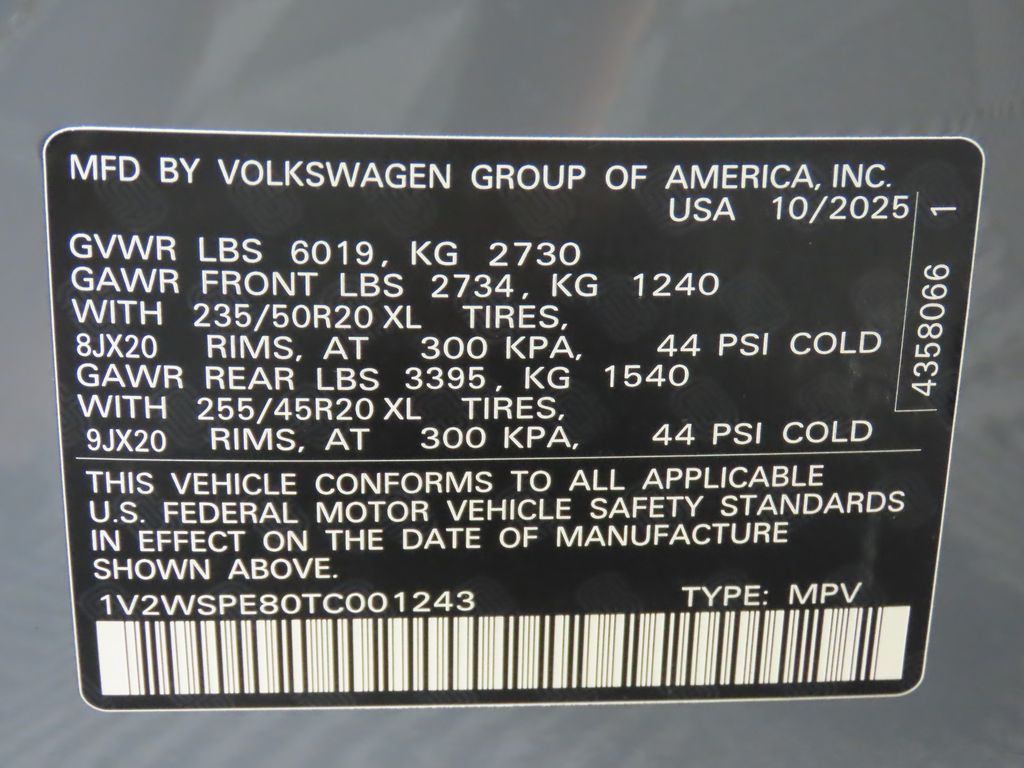 MFD BY VOLKSWAGEN GROUP OF AMERICA, INC.
USA 10/2025
GVWR LBS 6019, KG 2730
GAWR FRONT LBS 2734, KG 1240
WITH 235/50R20 XL TIRES,
8JX20 RIMS, AT 300 KPA, 44 PSI COLD
GAWR REAR LBS 3395, KG 1540
WITH 255/45R20 XL TIRES,
9JX20 RIMS, AT 300 KPA, 44 PSI COLD
4358066 1
THIS VEHICLE CONFORMS TO ALL APPLICABLE
U.S. FEDERAL MOTOR VEHICLE SAFETY STANDARDS
IN EFFECT ON THE DATE OF MANUFACTURE
SHOWN ABOVE.
1V2WSPE80TC001243 TYPE: MPV